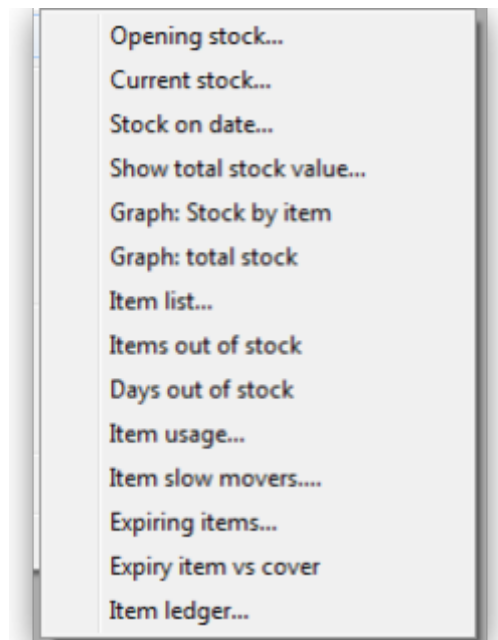 Opening stock...
Current stock...
Stock on date...
Show total stock value...
Graph: Stock by item
Graph: total stock
Item list...
Items out of stock
Days out of stock
Item usage...
Item slow movers....
Expiring items...
Expiry item vs cover
Item ledger...